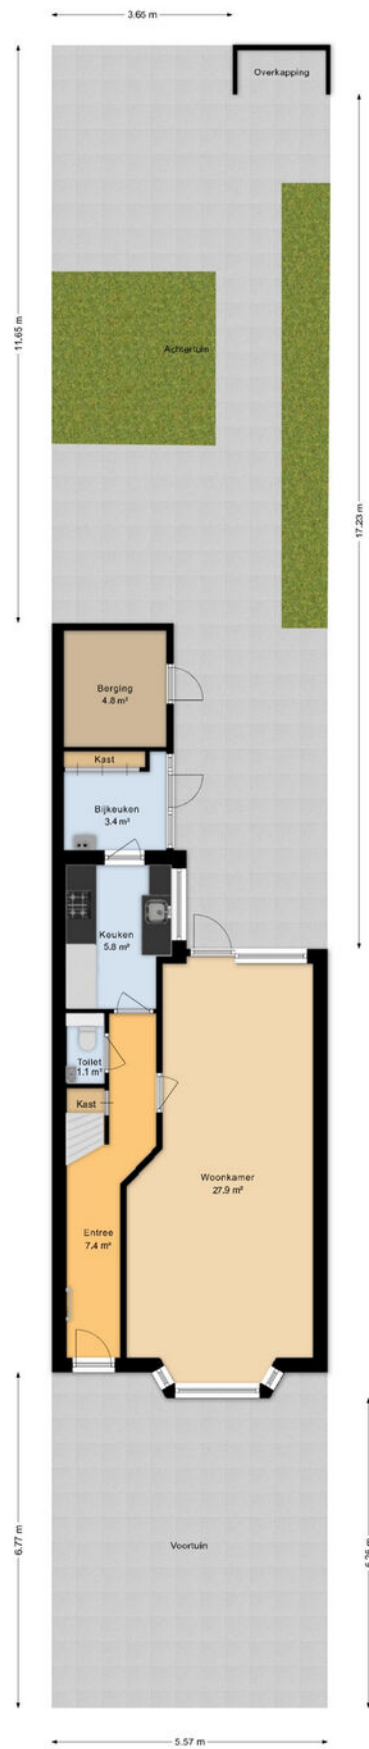 3.65 m
Overkapping
11.65 m
Achtertuin
17.23 m
Berging
4.8 m²
Kast
Bijkeuken
3.4 m²
Keuken
5.8 m²
Toilet
1.1 m²
Kast
Woonkamer
27.9 m²
Entree
7.4 m²
6.77 m
Voortuin
5.57 m